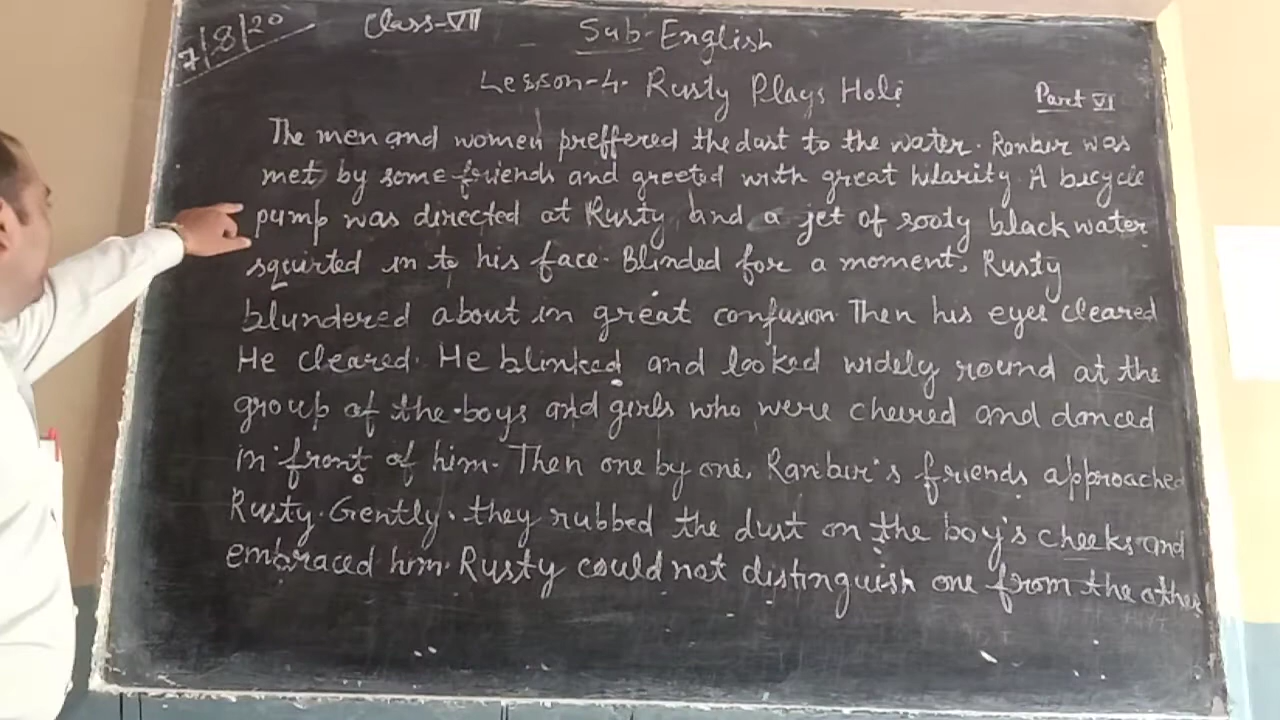 7/8/20
Class-VII
Sub-English
Lesson-4. Rusty Plays Holi
Part VI
The men and women preffered the dust to the water. Ranbir was
met by some friends and greeted with great hilarity. A bicycle
pump was directed at Rusty and a jet of sooty black water
squirted in to his face. Blinded for a moment, Rusty
blundered about in great confusion. Then his eyes cleared
He cleared. He blinked and looked widely round at the
group of the boys and girls who were cheered and danced
in front of him. Then one by one, Ranbir's friends approached
Rusty. Gently, they rubbed the dust on the boy's cheeks and
embraced him. Rusty could not distinguish one from the other